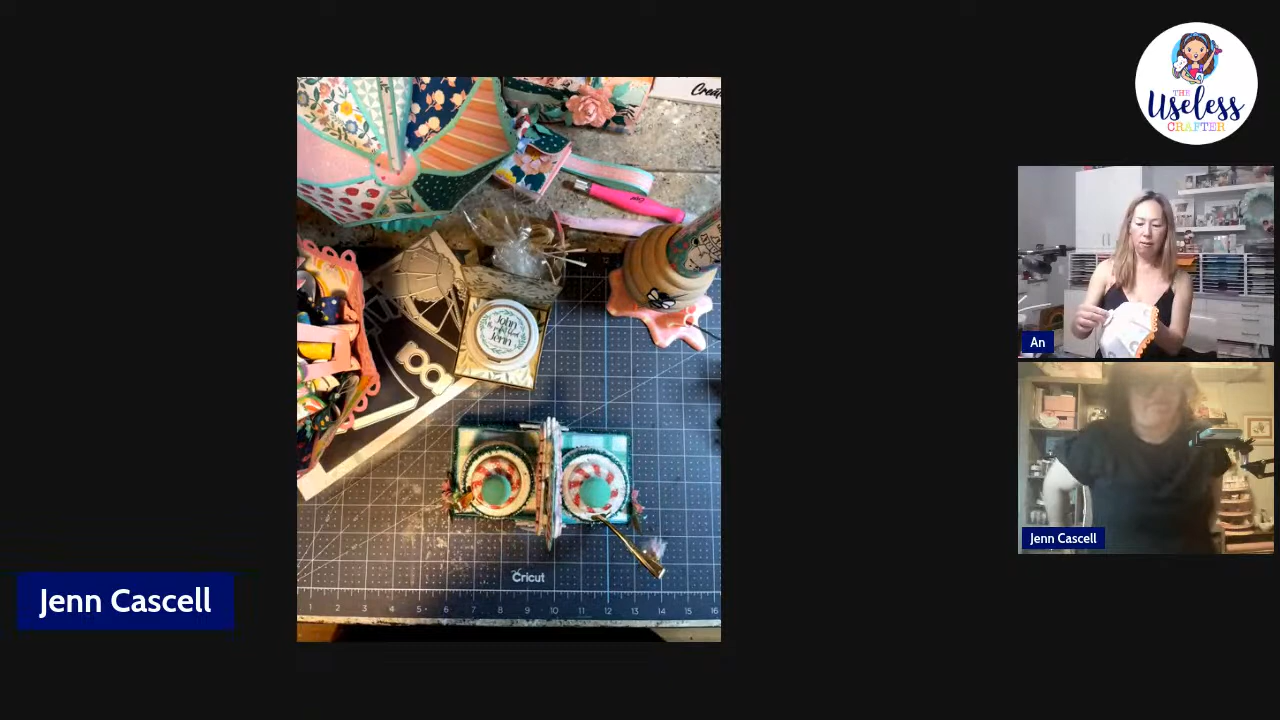 THE
Useless
CRAFTER
An
Jenn Cascell
Jenn Cascell
John
Jenn
Cricut
1 2 3 4 5 6 7 8 9 10 11 12 13 14 15 16